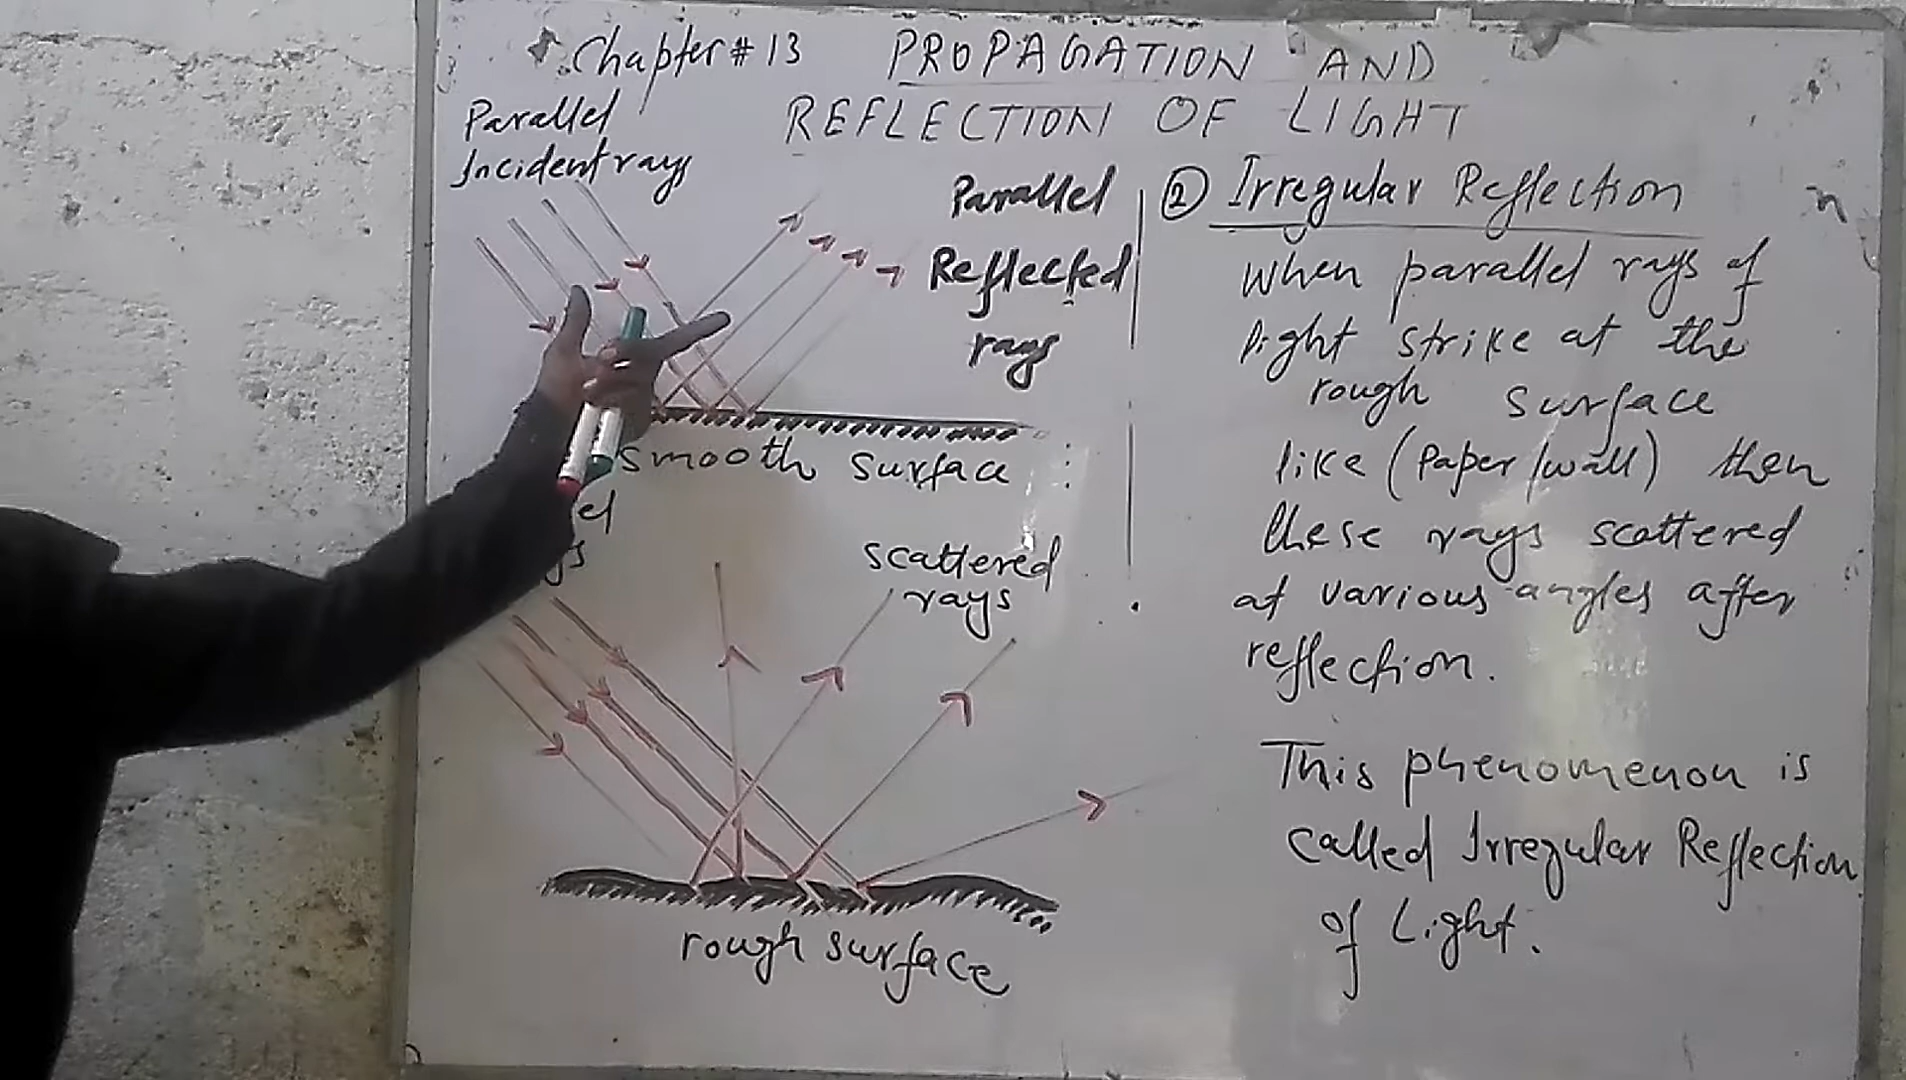 Chapter # 13 PROPAGATION AND
REFLECTION OF LIGHT
Parallel
Incident rays
Parallel
Reflected
rays
smooth surface
el
scattered
rays
rough surface
② Irregular Reflection
when parallel rays of
light strike at the
rough surface
like (Paper/wall) then
these rays scattered
at various angles after
reflection.
This phenomenon is
called Irregular Reflection
of Light.